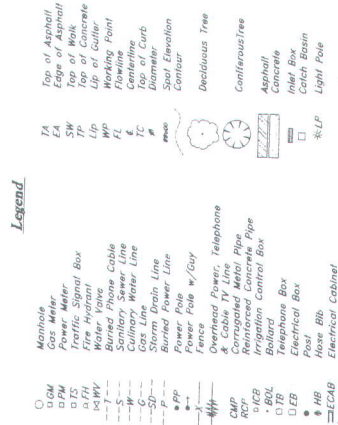 Legend
Manhole
GM Gas Meter
PM Power Meter
TS Traffic Signal Box
FH Fire Hydrant
WV Water Valve
--T-- Buried Phone Cable
--S-- Sanitary Sewer Line
--W-- Culinary Water Line
--G-- Gas Line
--SD-- Storm Drain Line
--P-- Buried Power Line
PP Power Pole
Power Pole w/Guy
--X-- Fence
Overhead Power, Telephone
& Cable TV Line
CMP Corrugated Metal Pipe
RCP Reinforced Concrete Pipe
ICB Irrigation Control Box
BOL Bollard
TB Telephone Box
EB Electrical Box
Post
HB Hose Bib
ECAB Electrical Cabinet
TA Top of Asphalt
EA Edge of Asphalt
SW Top of Walk
TP Top of Concrete
Lip Lip of Gutter
WP Working Point
FL Flowline
Centerline
TC Top of Curb
Diameter
Spot Elevation
Contour
Deciduous Tree
ConiferousTree
Asphalt
Concrete
Inlet Box
Catch Basin
LP Light Pole